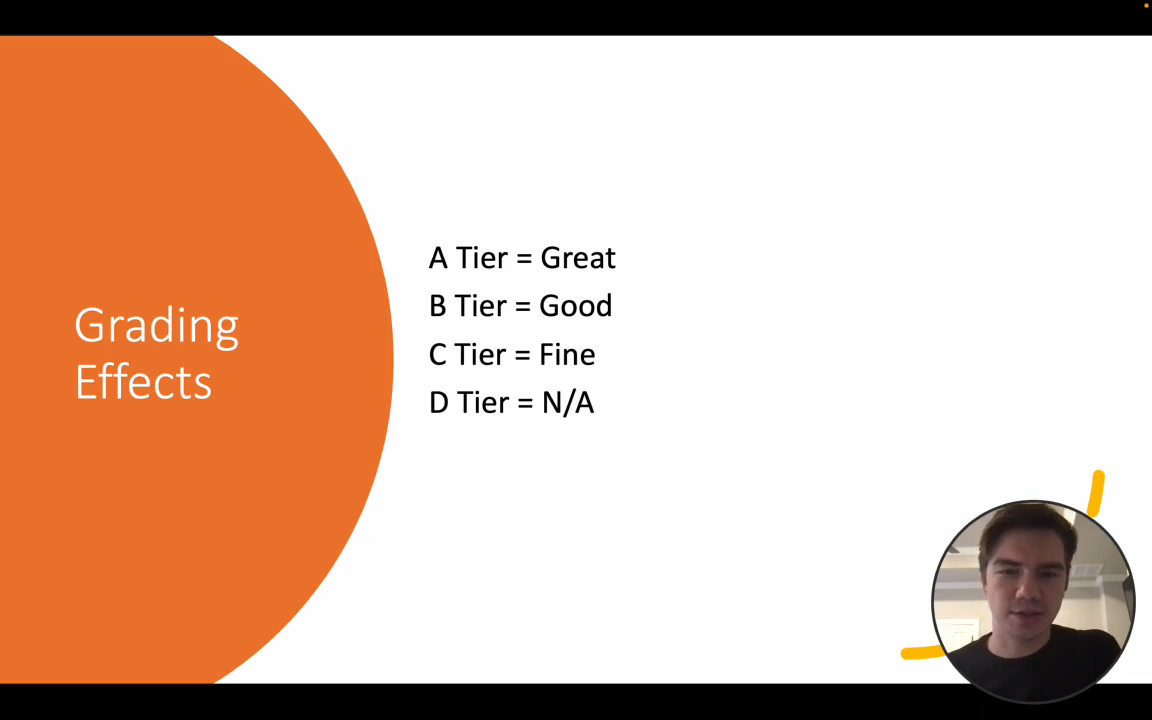 Grading
Effects
A Tier = Great
B Tier = Good
C Tier = Fine
D Tier = N/A